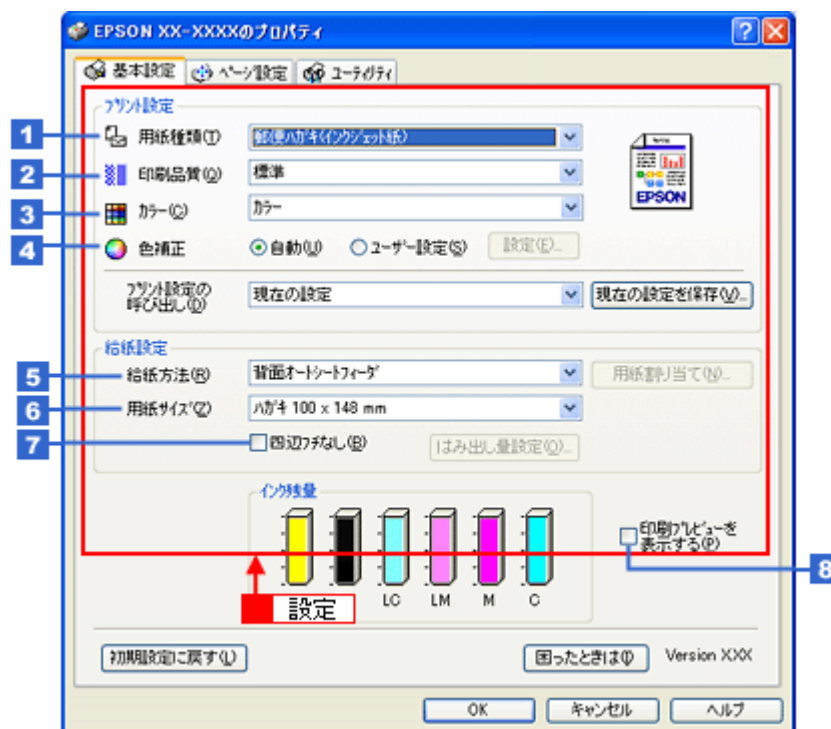 EPSON XX-XXXXのプロパティ
基本設定 ページ設定 ユーティリティ
プリント設定
1 用紙種類(T) 郵便ハガキ(インクジェット紙)
2 印刷品質(Q) 標準
3 カラー(C) カラー
4 色補正 自動(U) ユーザー設定(S) 設定(E)...
EPSON
プリント設定の
呼び出し(D) 現在の設定 現在の設定を保存(V)...
給紙設定
5 給紙方法(R) 背面オートシートフィーダ 用紙割り当て(N)...
6 用紙サイズ(Z) ハガキ 100 x 148 mm
7 四辺フチなし(B) はみ出し量設定(O)...
インク残量
印刷プレビューを
表示する(P)
8
設定 LC LM M C
初期設定に戻す(L) 困ったときは(I) Version XXX
OK キャンセル ヘルプ